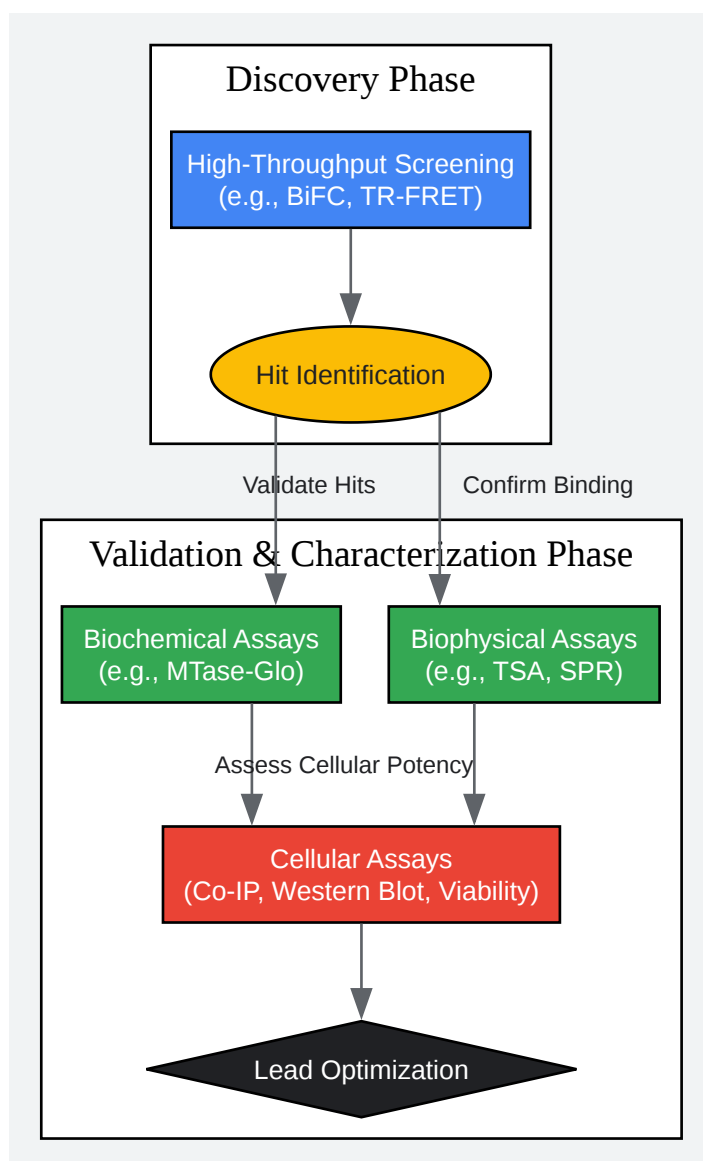 Discovery Phase
High-Throughput Screening
(e.g., BiFC, TR-FRET)
Hit Identification
Validate Hits
Confirm Binding
Validation & Characterization Phase
Biochemical Assays
(e.g., MTase-Glo)
Biophysical Assays
(e.g., TSA, SPR)
Assess Cellular Potency
Cellular Assays
(Co-IP, Western Blot, Viability)
Lead Optimization